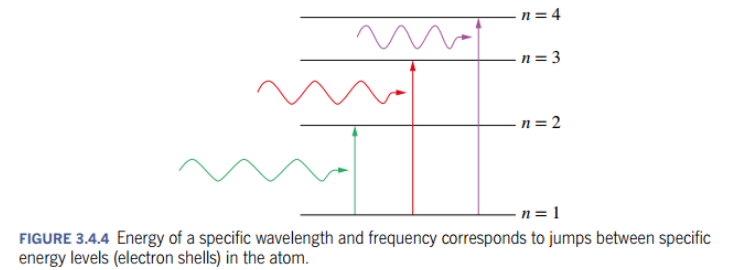 n = 4
n = 3
n = 2
n = 1
FIGURE 3.4.4 Energy of a specific wavelength and frequency corresponds to jumps between specific
energy levels (electron shells) in the atom.